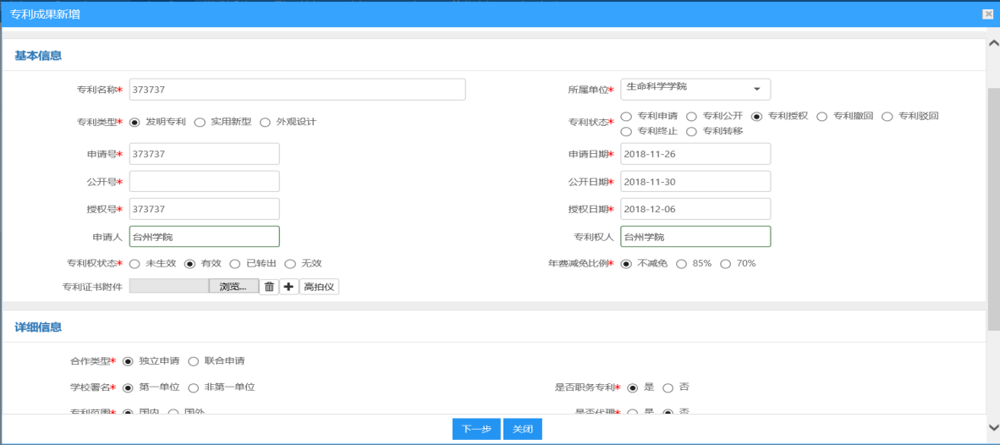 专利成果新增
基本信息
专利名称* 373737 所属单位* 生命科学学院
专利类型* 发明专利 实用新型 外观设计 专利状态* 专利申请 专利公开 专利授权 专利撤回 专利驳回
专利终止 专利转移
申请号* 373737 申请日期* 2018-11-26
公开号* 公开日期* 2018-11-30
授权号* 373737 授权日期* 2018-12-06
申请人 台州学院 专利权人 台州学院
专利权状态* 未生效 有效 已转出 无效 年费减免比例* 不减免 85% 70%
专利证书附件 浏览... 高拍仪
详细信息
合作类型* 独立申请 联合申请
学校署名* 第一单位 非第一单位 是否职务专利* 是 否
专利范围* 国内 国外 是否代理* 是 否
下一步 关闭